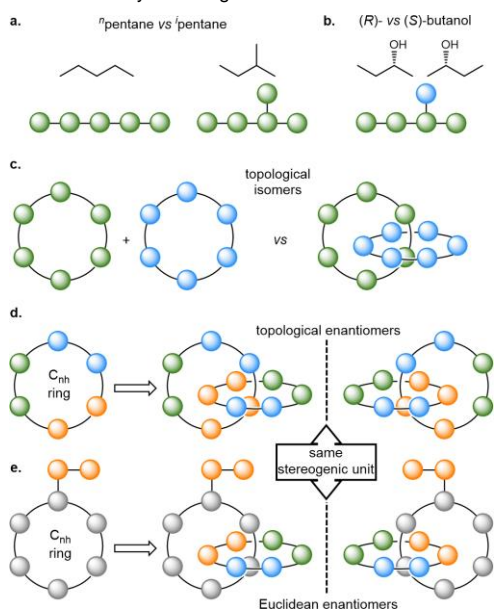 a.
ⁿpentane vs ⁱpentane
b.
(R)- vs (S)-butanol
OH
OH
c.
topological
isomers
+
vs
d.
topological enantiomers
Cnh
ring
same
stereogenic unit
e.
Cnh
ring
Euclidean enantiomers